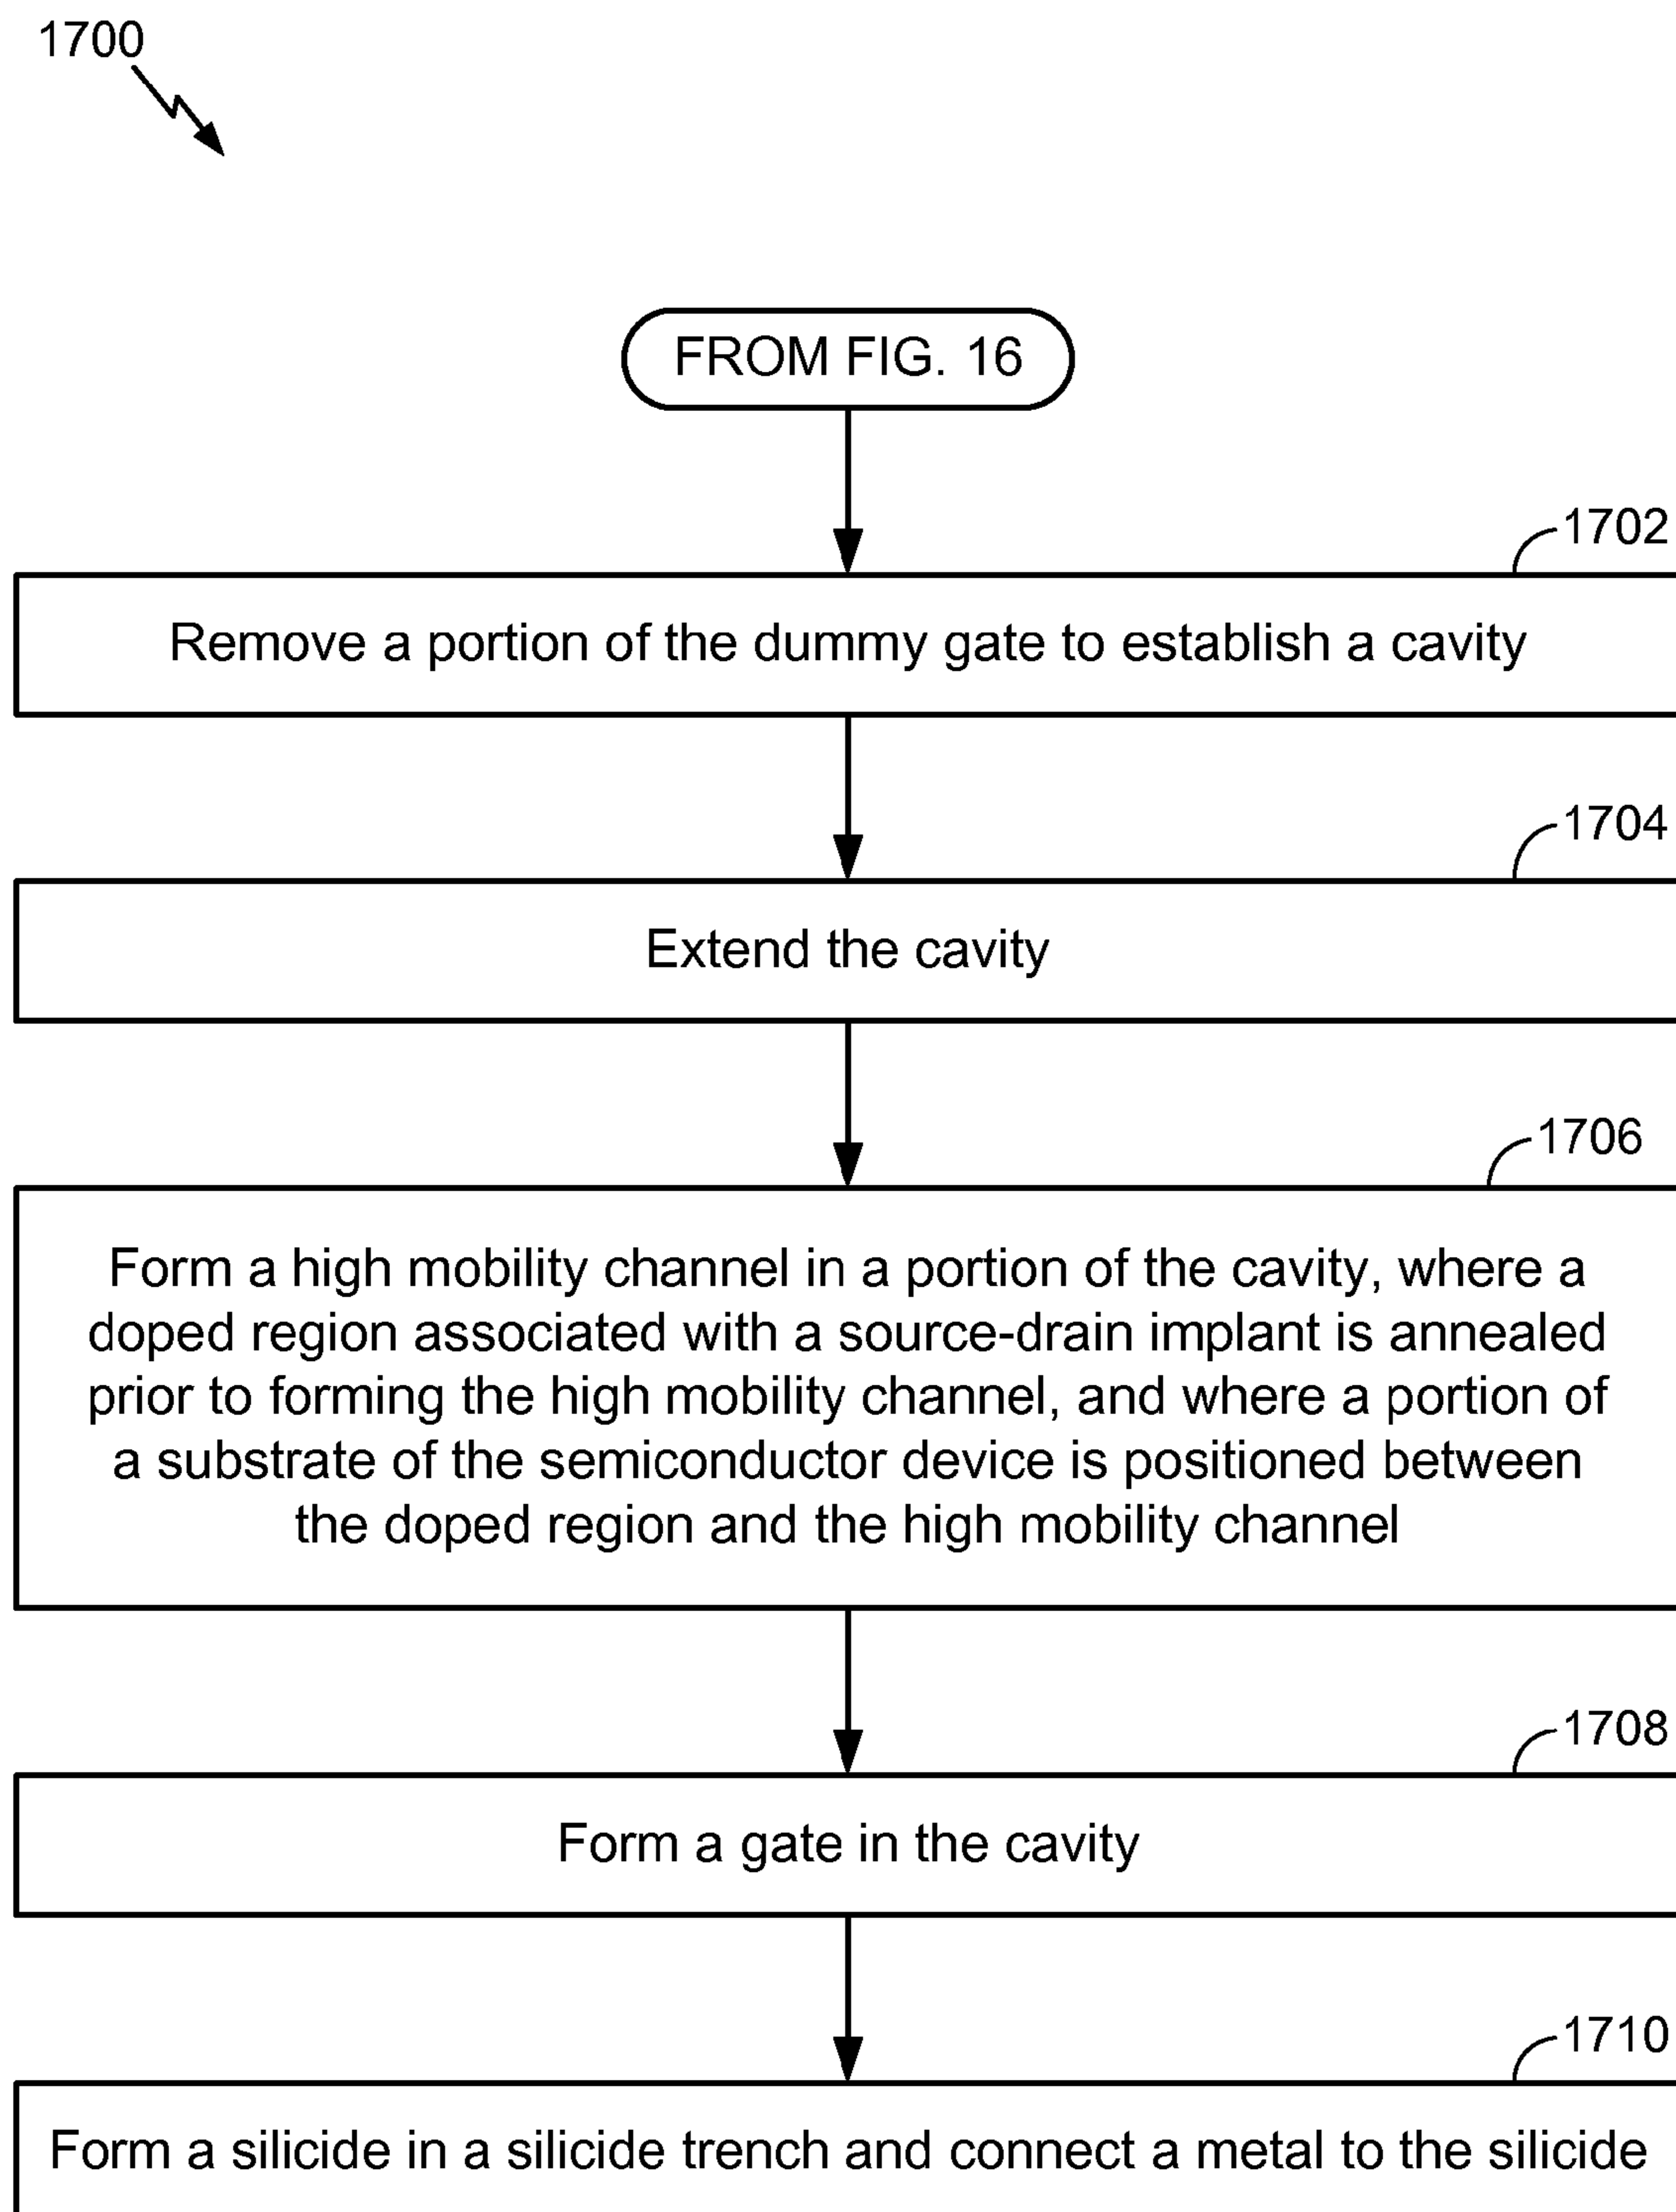 1700
FROM FIG. 16
1702
Remove a portion of the dummy gate to establish a cavity
1704
Extend the cavity
1706
Form a high mobility channel in a portion of the cavity, where a
doped region associated with a source-drain implant is annealed
prior to forming the high mobility channel, and where a portion of
a substrate of the semiconductor device is positioned between
the doped region and the high mobility channel
1708
Form a gate in the cavity
1710
Form a silicide in a silicide trench and connect a metal to the silicide